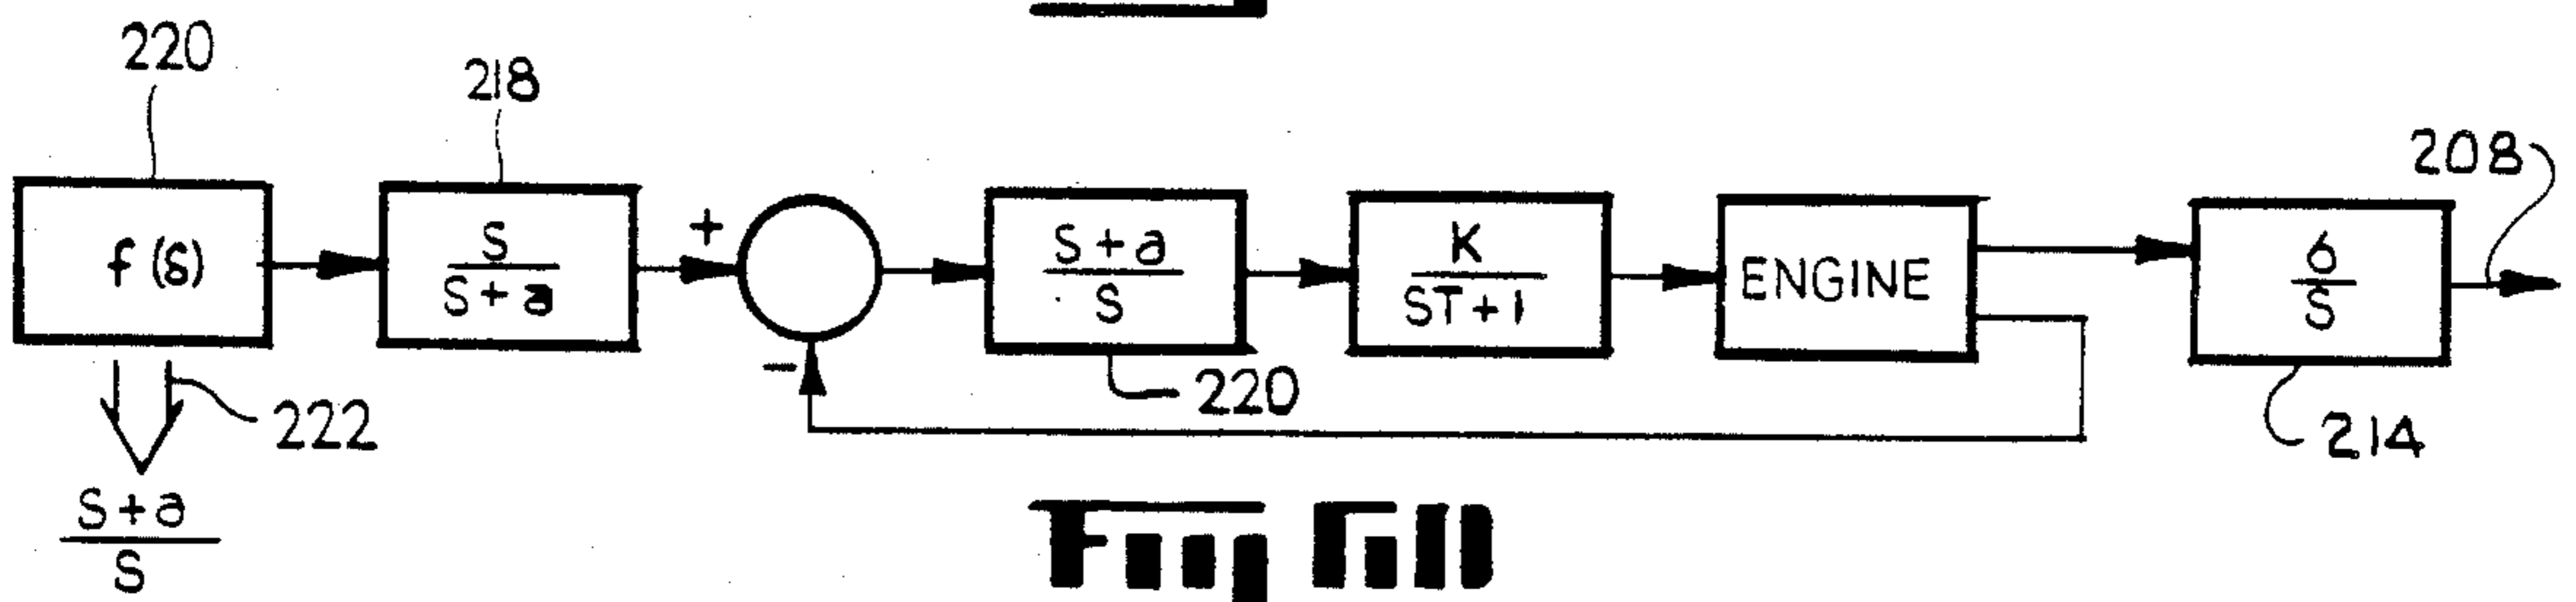 220
218
208
f (δ)
S
S + a
+
-
S + a
S
K
ST + 1
ENGINE
6
S
220
214
222
S + a
S